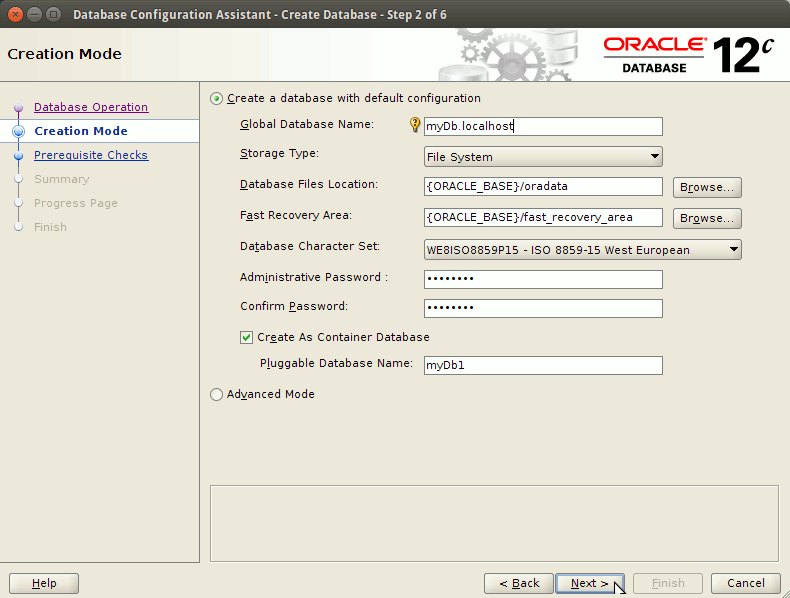 Database Configuration Assistant - Create Database - Step 2 of 6
Creation Mode
ORACLE® 12c
DATABASE
Database Operation
Creation Mode
Prerequisite Checks
Summary
Progress Page
Finish
Create a database with default configuration
Global Database Name: myDb.localhost
Storage Type: File System
Database Files Location: {ORACLE_BASE}/oradata Browse...
Fast Recovery Area: {ORACLE_BASE}/fast_recovery_area Browse...
Database Character Set: WE8ISO8859P15 - ISO 8859-15 West European
Administrative Password : ••••••••
Confirm Password: ••••••••
Create As Container Database
Pluggable Database Name: myDb1
Advanced Mode
Help < Back Next > Finish Cancel